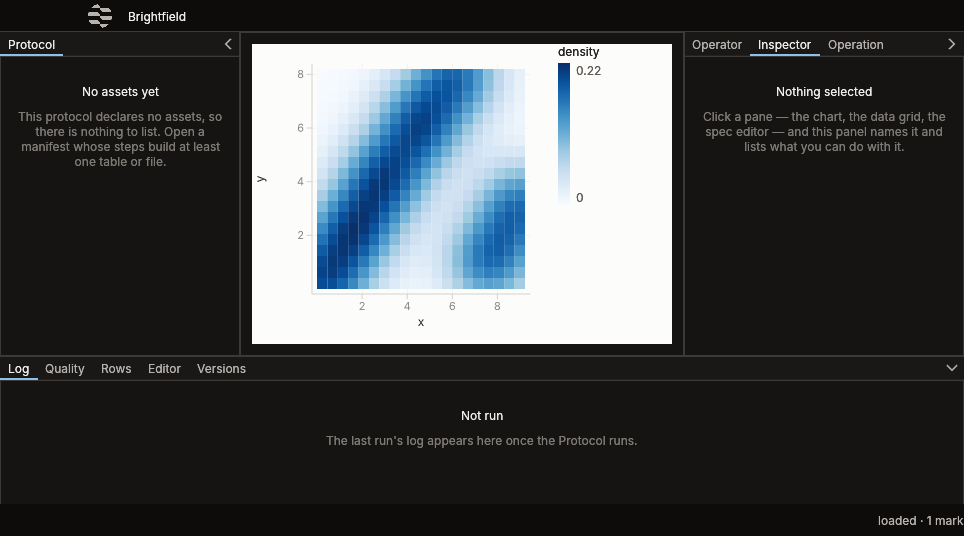 Brightfield
Protocol
Operator Inspector Operation
No assets yet
This protocol declares no assets, so
there is nothing to list. Open a
manifest whose steps build at least
one table or file.
density
0.22
0
8
6
4
2
y
2 4 6 8
x
Nothing selected
Click a pane — the chart, the data grid, the
spec editor — and this panel names it and
lists what you can do with it.
Log Quality Rows Editor Versions
Not run
The last run's log appears here once the Protocol runs.
loaded · 1 mark